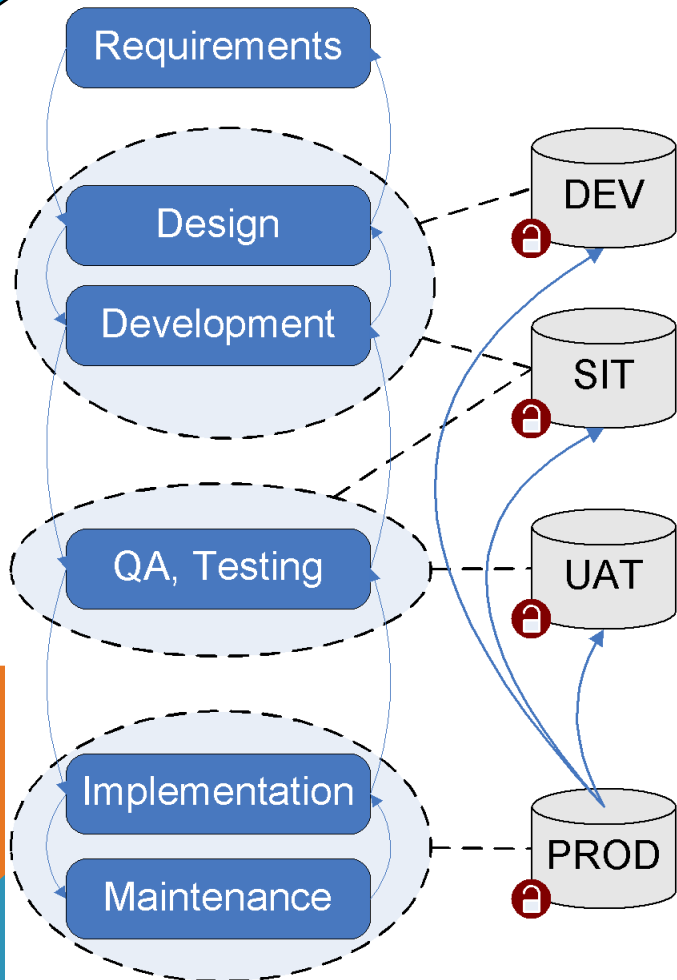 Requirements
Design
Development
QA, Testing
Implementation
Maintenance
DEV
SIT
UAT
PROD